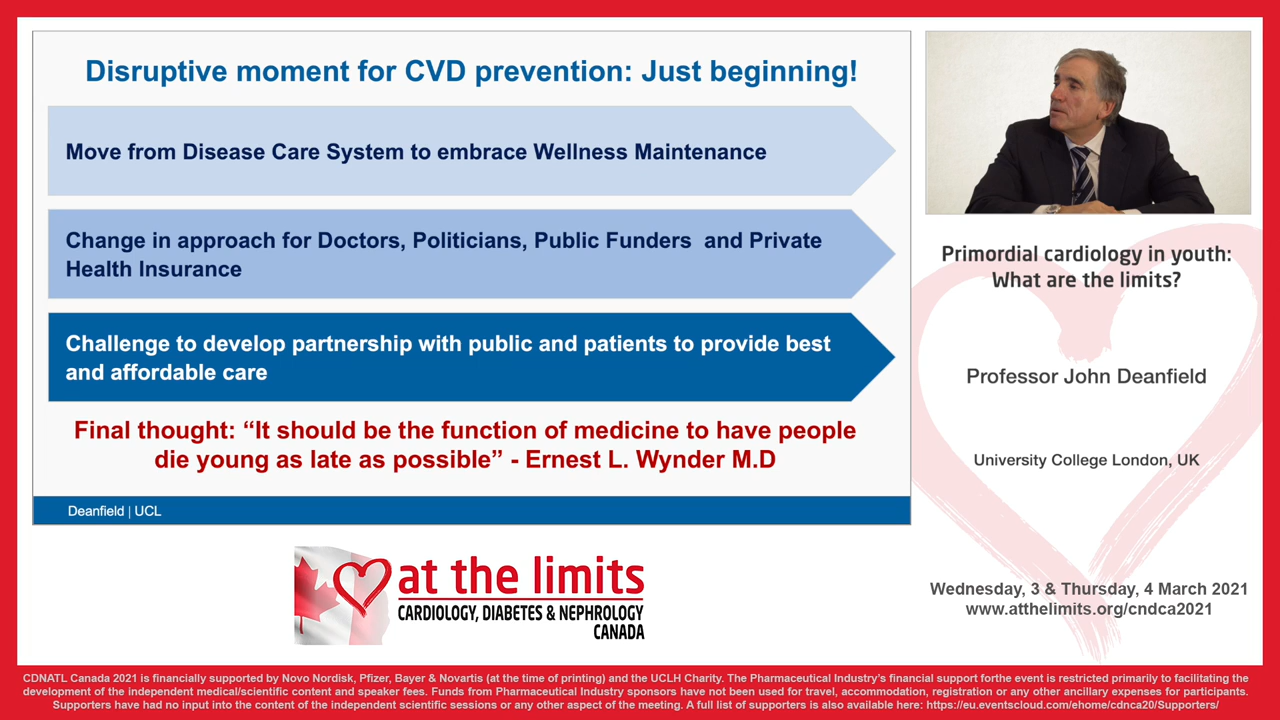 Disruptive moment for CVD prevention: Just beginning!
Move from Disease Care System to embrace Wellness Maintenance
Change in approach for Doctors, Politicians, Public Funders  and Private
Health Insurance
Challenge to develop partnership with public and patients to provide best
and affordable care
Final thought: “It should be the function of medicine to have people
die young as late as possible” - Ernest L. Wynder M.D
Deanfield | UCL
Primordial cardiology in youth:
What are the limits?
Professor John Deanfield
University College London, UK
Wednesday, 3 & Thursday, 4 March 2021
www.atthelimits.org/cndca2021
at the limits
CARDIOLOGY, DIABETES & NEPHROLOGY
CANADA
CDNATL Canada 2021 is financially supported by Novo Nordisk, Pfizer, Bayer & Novartis (at the time of printing) and the UCLH Charity. The Pharmaceutical Industry's financial support forthe event is restricted primarily to facilitating the
development of the independent medical/scientific content and speaker fees. Funds from Pharmaceutical Industry sponsors have not been used for travel, accommodation, registration or any other ancillary expenses for participants.
Supporters have had no input into the content of the independent scientific sessions or any other aspect of the meeting. A full list of supporters is also available here: https://eu.eventscloud.com/ehome/cdnca20/Supporters/